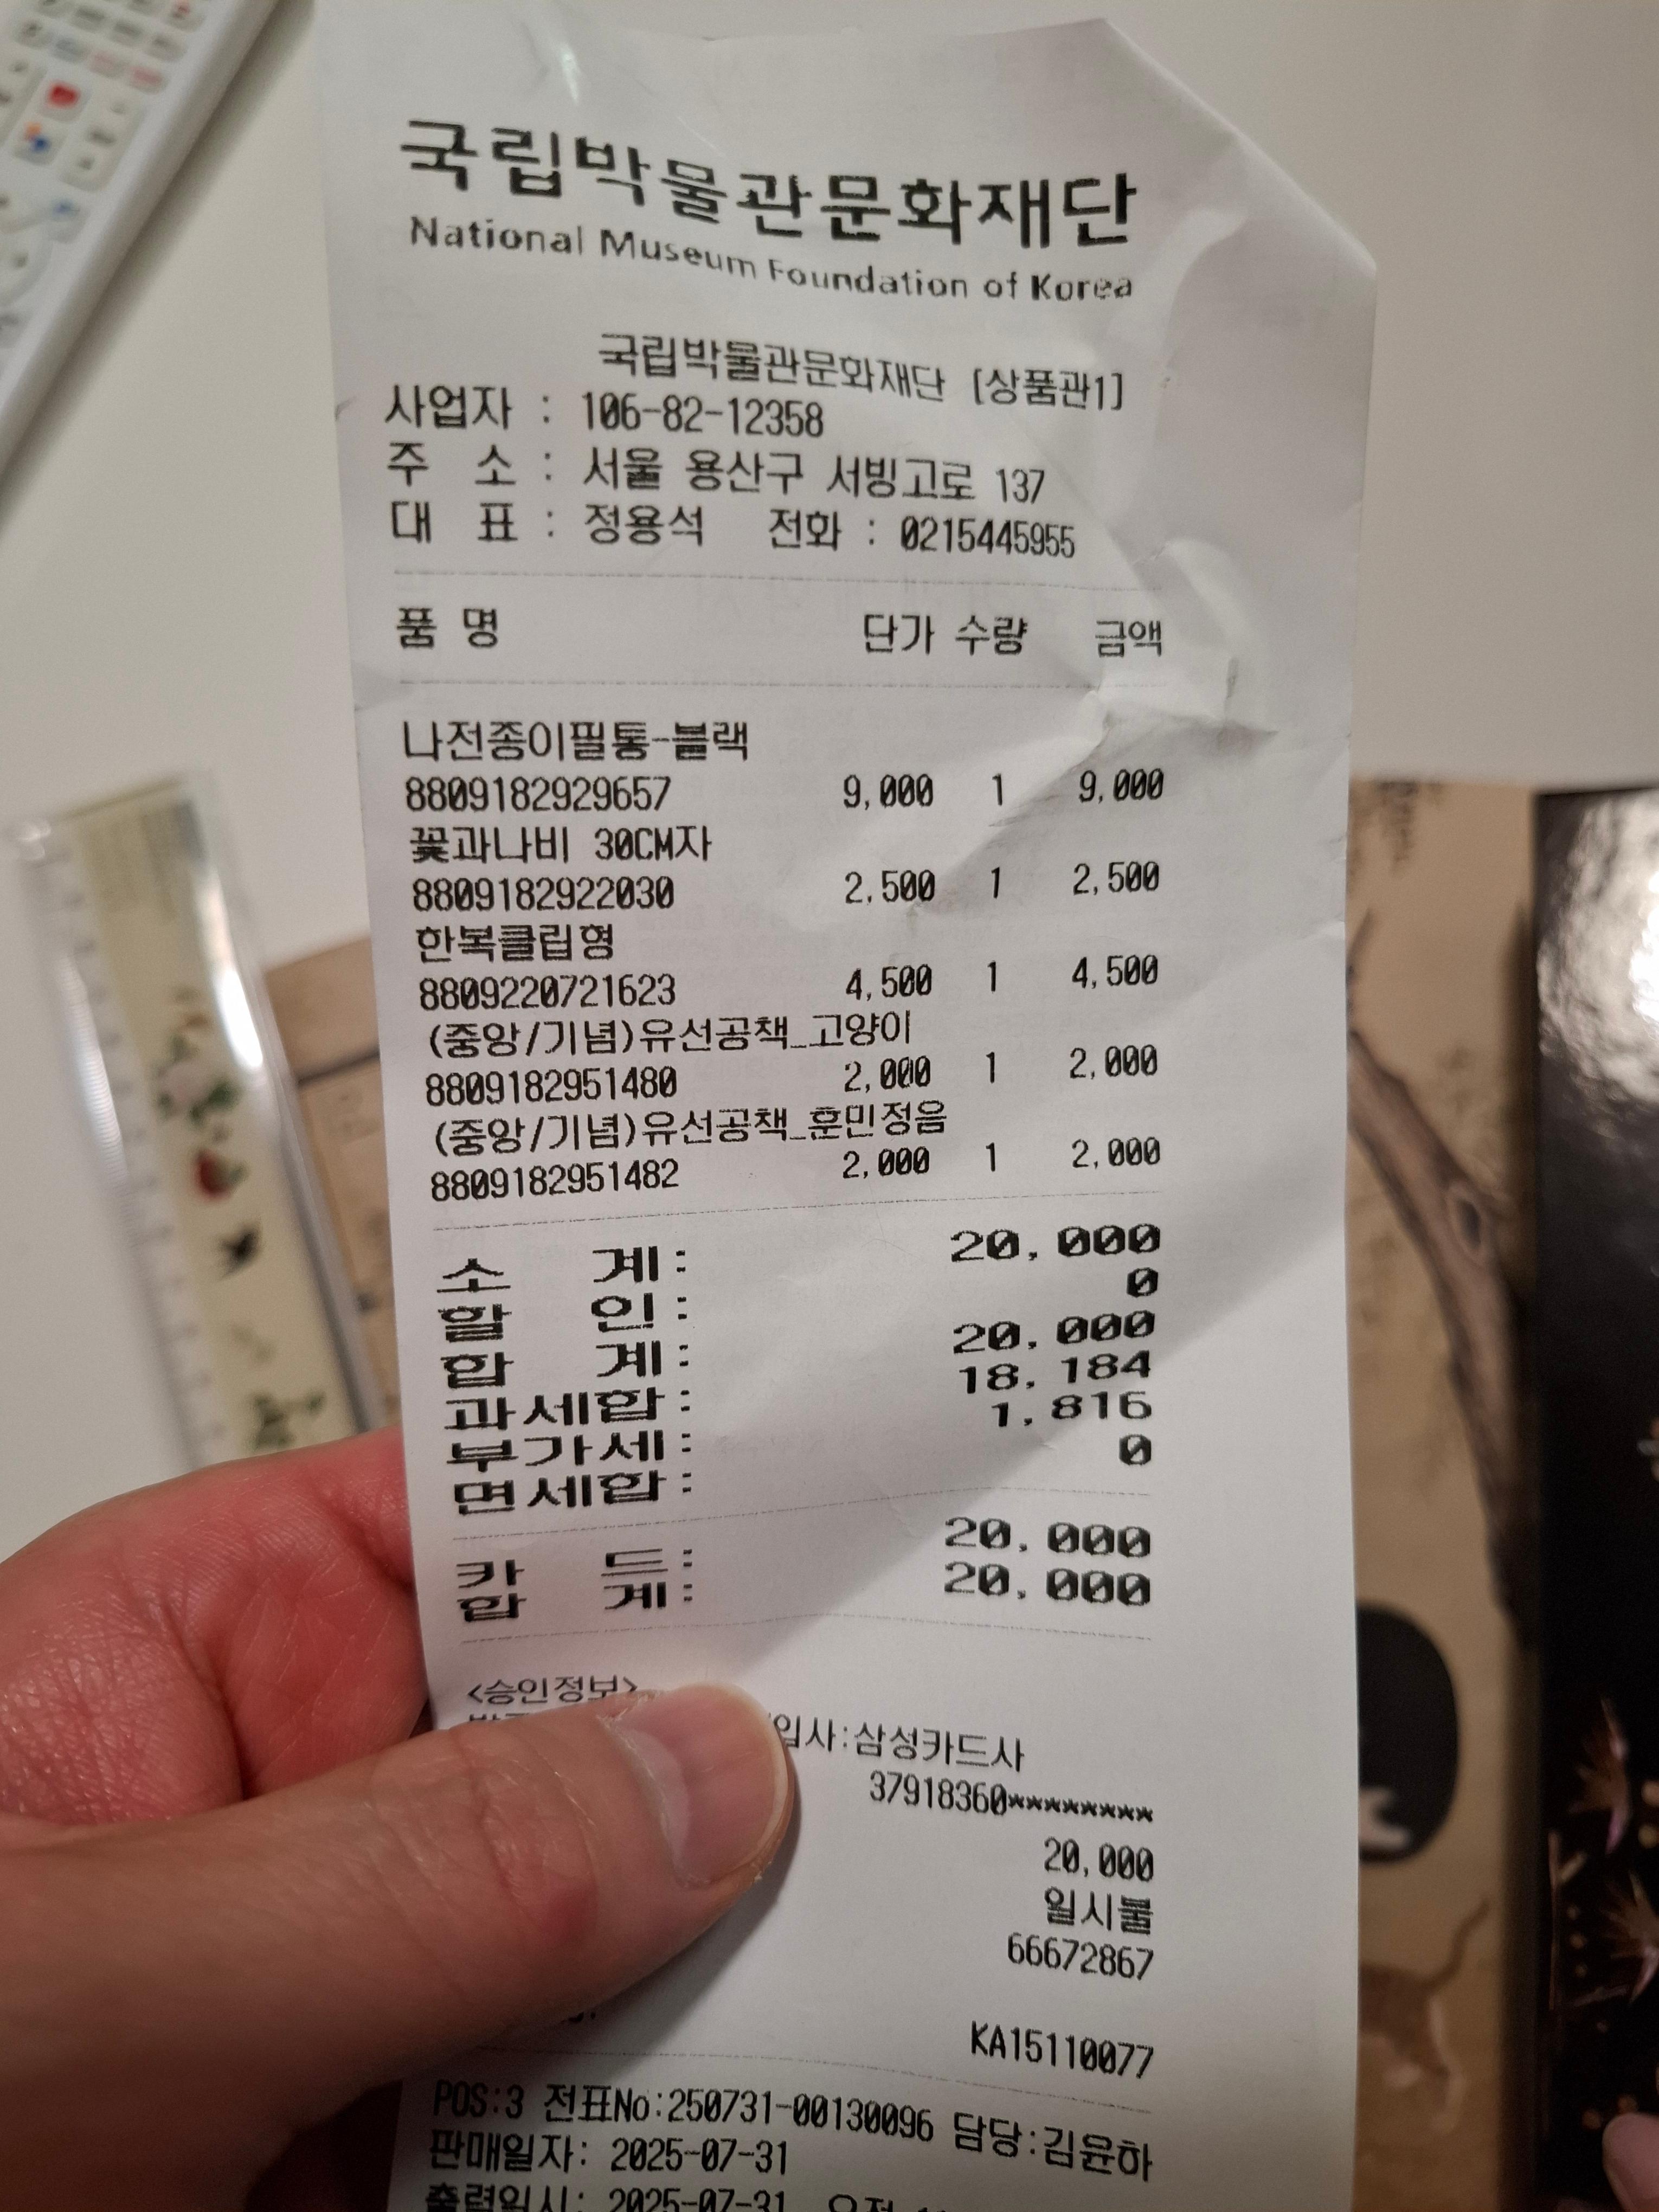 국립박물관문화재단
National Museum Foundation of Korea
국립박물관문화재단 [상품관1]
사업자 : 106-82-12358
주 소 : 서울 용산구 서빙고로 137
대 표 : 정용석 전화 : 0215445955
품 명 단가 수량 금액
나전종이필통-블랙
8809182929657 9,000 1 9,000
꽃과나비 30CM자
8809182922030 2,500 1 2,500
한복클립형
8809220721623 4,500 1 4,500
(중앙/기념)유선공책_고양이
8809182951480 2,000 1 2,000
(중앙/기념)유선공책_훈민정음
8809182951482 2,000 1 2,000
소 계: 20,000
할 인: 0
합 계: 20,000
과세합: 18,184
부가세: 1,816
면세합: 0
카 드: 20,000
합 계: 20,000
<승인정보>
입사:삼성카드사
37918360********
20,000
일시불
66672867
KA15110077
POS:3 전표No:250731-00130096 담당:김윤하
판매일자: 2025-07-31
출력일시: 2025-07-31 오전